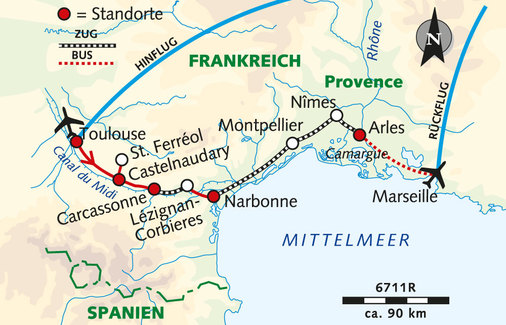 = Standorte
ZUG
BUS
HINFLUG
FRANKREICH
Rhône
N
Provence
RÜCKFLUG
Nîmes
Toulouse
Montpellier
Arles
St. Ferréol
Camargue
Canal du Midi
Castelnaudary
Marseille
Carcassonne
Lézignan-
Corbieres
Narbonne
MITTELMEER
SPANIEN
6711R
ca. 90 km